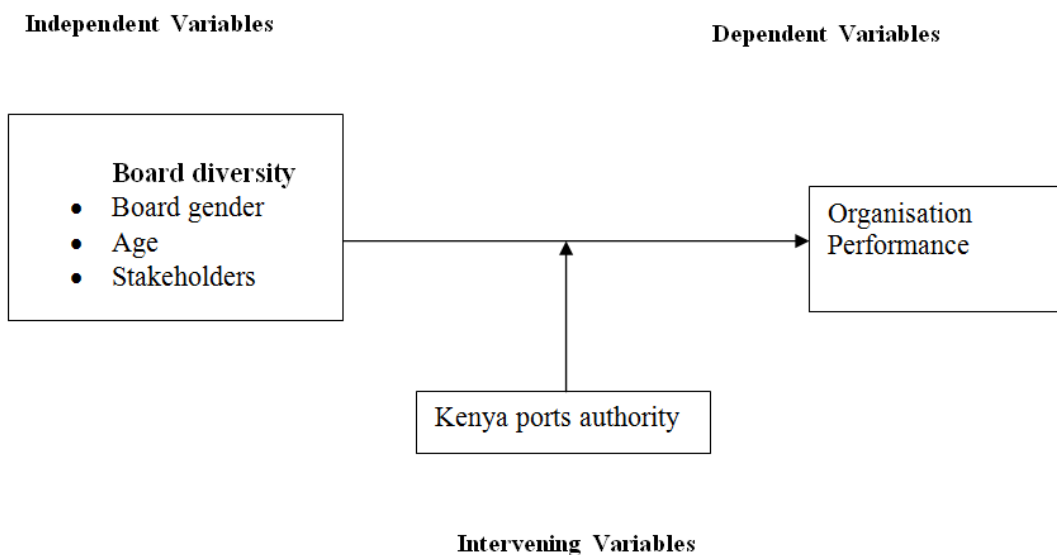 Independent Variables
Dependent Variables
Board diversity
• Board gender
• Age
• Stakeholders
Organisation
Performance
Kenya ports authority
Intervening Variables